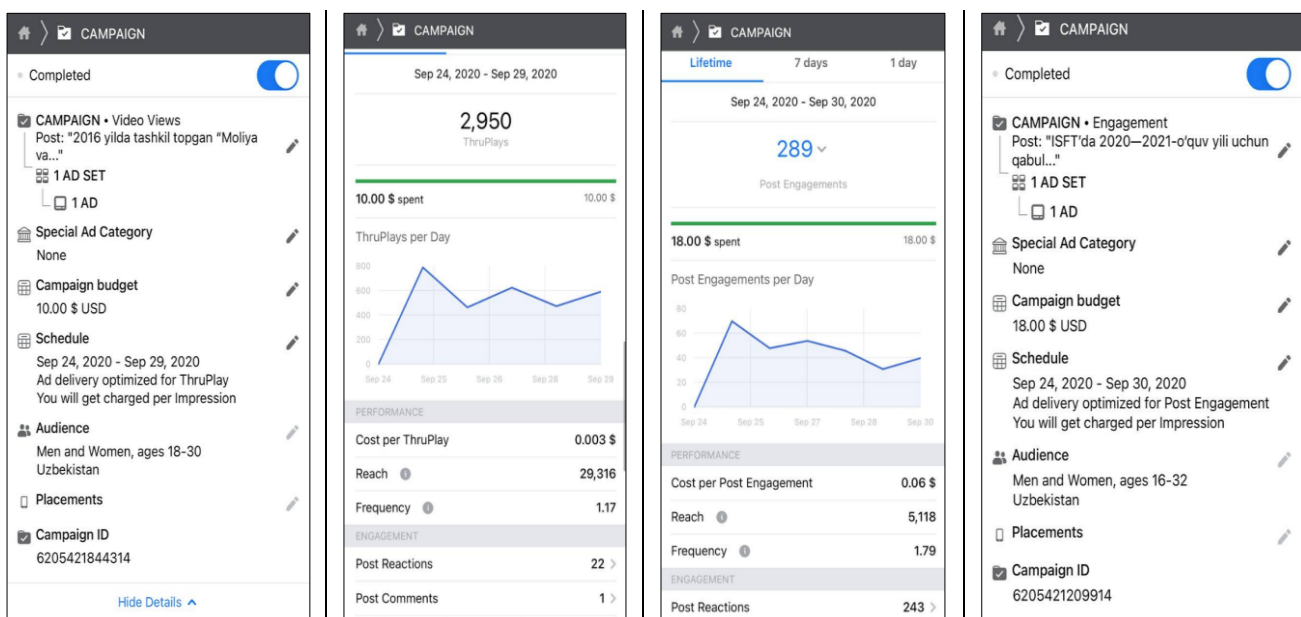 CAMPAIGN
Completed
CAMPAIGN • Video Views
Post: "2016 yilda tashkil topgan “Moliya
va..."
1 AD SET
1 AD
Special Ad Category
None
Campaign budget
10.00 $ USD
Schedule
Sep 24, 2020 - Sep 29, 2020
Ad delivery optimized for ThruPlay
You will get charged per Impression
Audience
Men and Women, ages 18-30
Uzbekistan
Placements
Campaign ID
6205421844314
Hide Details
CAMPAIGN
Sep 24, 2020 - Sep 29, 2020
2,950
ThruPlays
10.00 $ spent 10.00 $
ThruPlays per Day
800
600
400
200
0
Sep 24 Sep 25 Sep 26 Sep 28 Sep 29
PERFORMANCE
Cost per ThruPlay 0.003 $
Reach 29,316
Frequency 1.17
ENGAGEMENT
Post Reactions 22
Post Comments 1
CAMPAIGN
Lifetime 7 days 1 day
Sep 24, 2020 - Sep 30, 2020
289
Post Engagements
18.00 $ spent 18.00 $
Post Engagements per Day
80
60
40
20
0
Sep 24 Sep 25 Sep 27 Sep 28 Sep 30
PERFORMANCE
Cost per Post Engagement 0.06 $
Reach 5,118
Frequency 1.79
ENGAGEMENT
Post Reactions 243
CAMPAIGN
Completed
CAMPAIGN • Engagement
Post: "ISFT’da 2020—2021-o‘quv yili uchun
qabul..."
1 AD SET
1 AD
Special Ad Category
None
Campaign budget
18.00 $ USD
Schedule
Sep 24, 2020 - Sep 30, 2020
Ad delivery optimized for Post Engagement
You will get charged per Impression
Audience
Men and Women, ages 16-32
Uzbekistan
Placements
Campaign ID
6205421209914